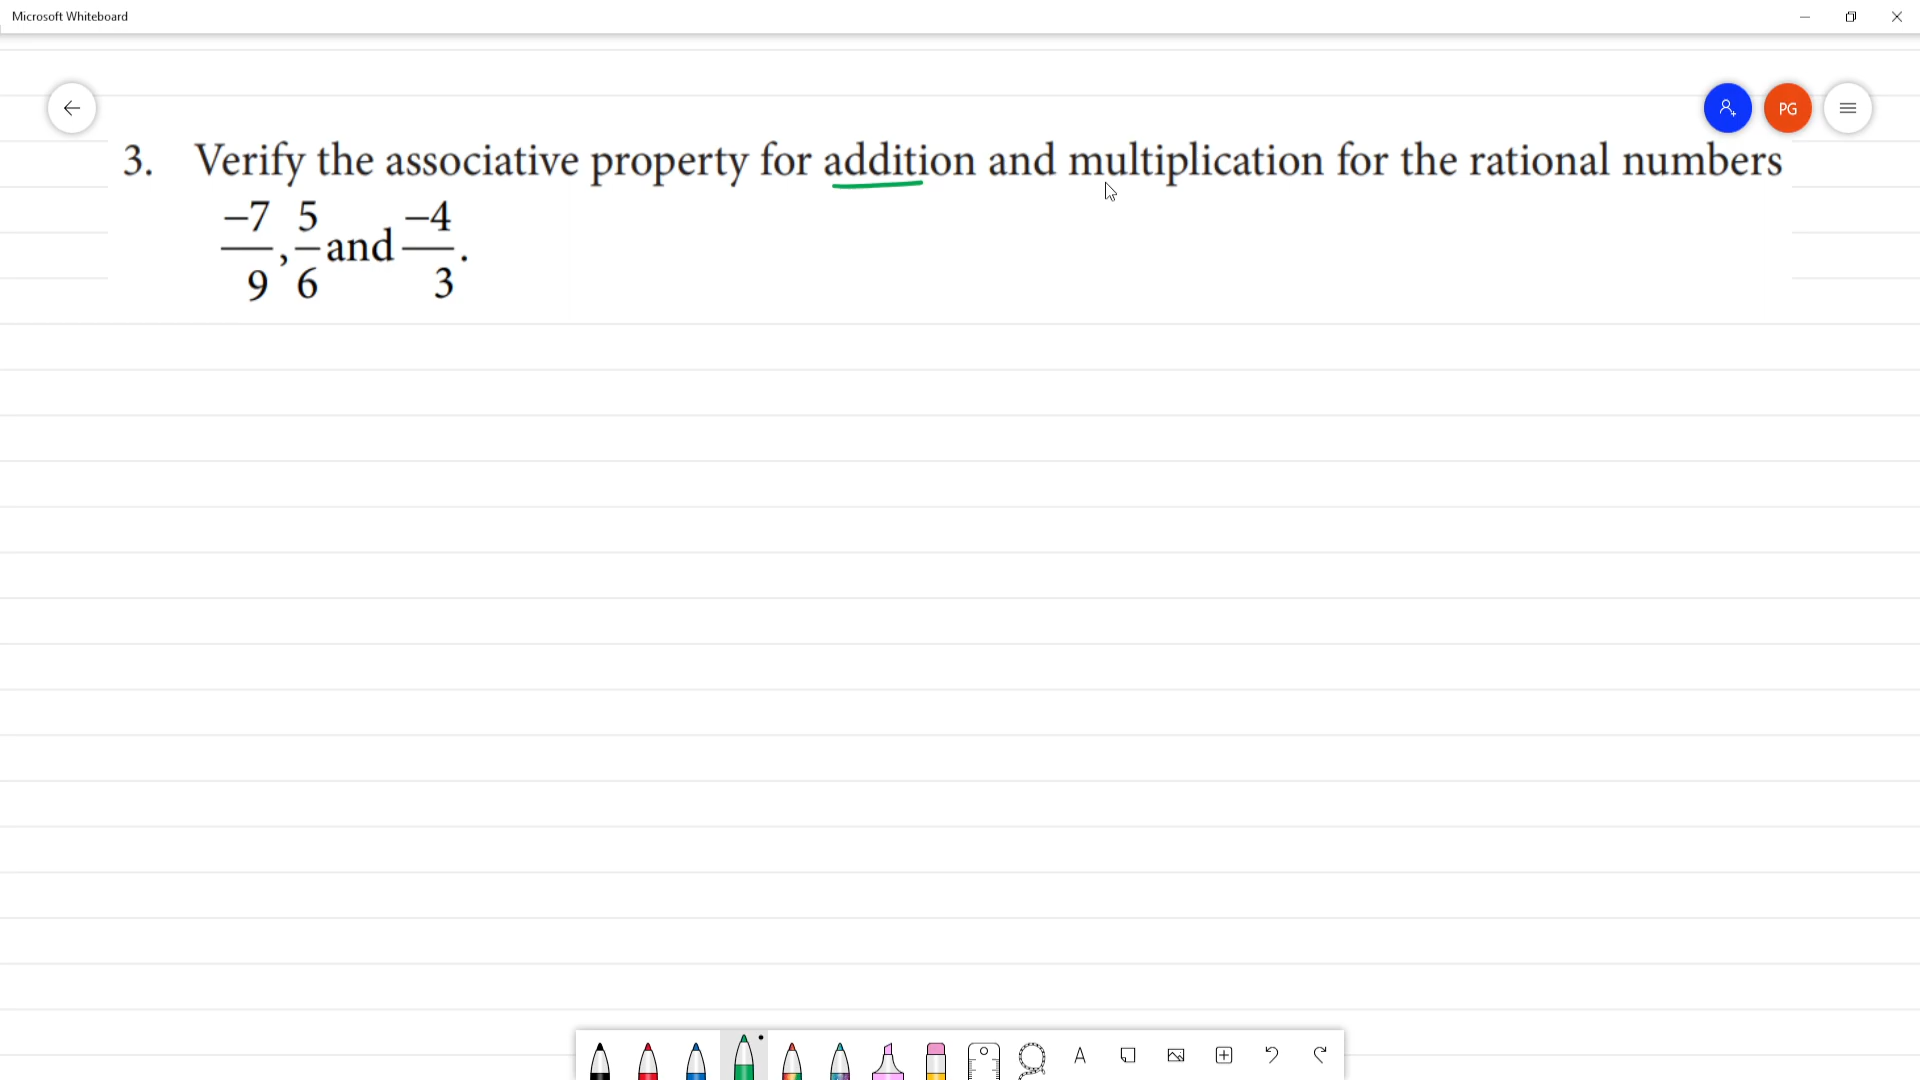 Microsoft Whiteboard
PG
3. Verify the associative property for addition and multiplication for the rational numbers
−7/9, 5/6 and −4/3.
A